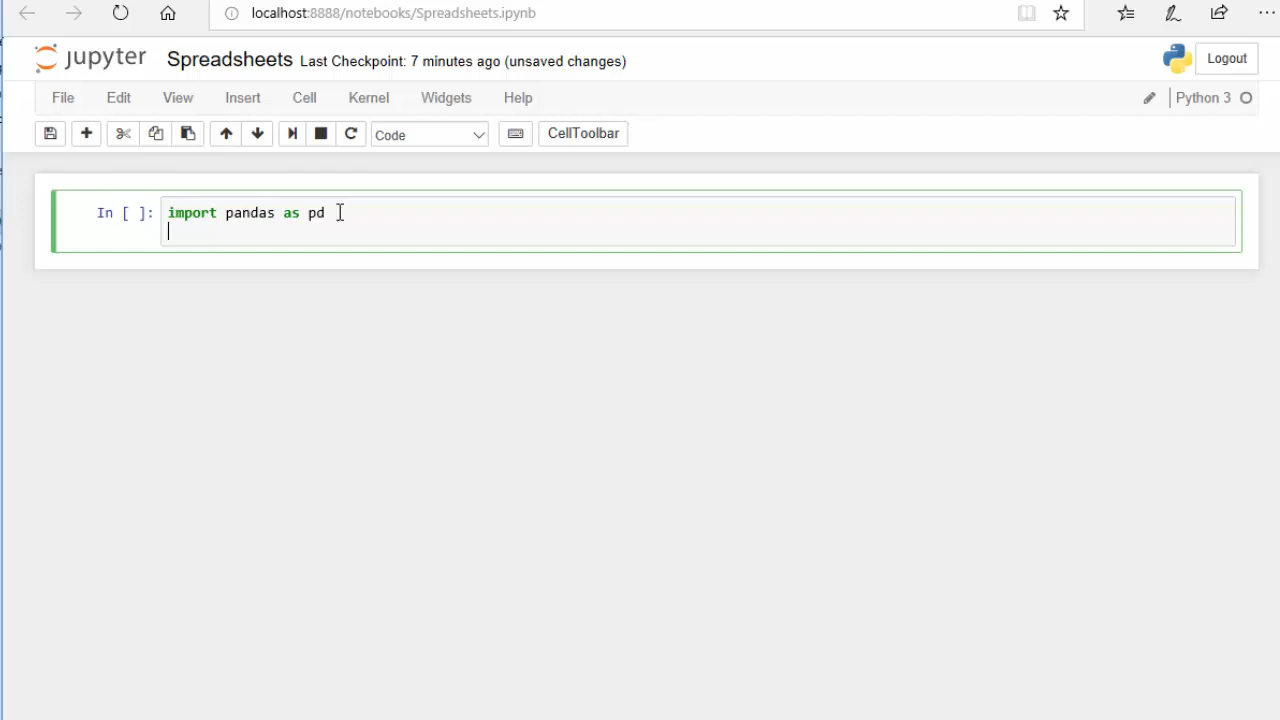 localhost:8888/notebooks/Spreadsheets.ipynb
jupyter Spreadsheets Last Checkpoint: 7 minutes ago (unsaved changes) Logout
File Edit View Insert Cell Kernel Widgets Help Python 3
Code CellToolbar
In [ ]: import pandas as pd